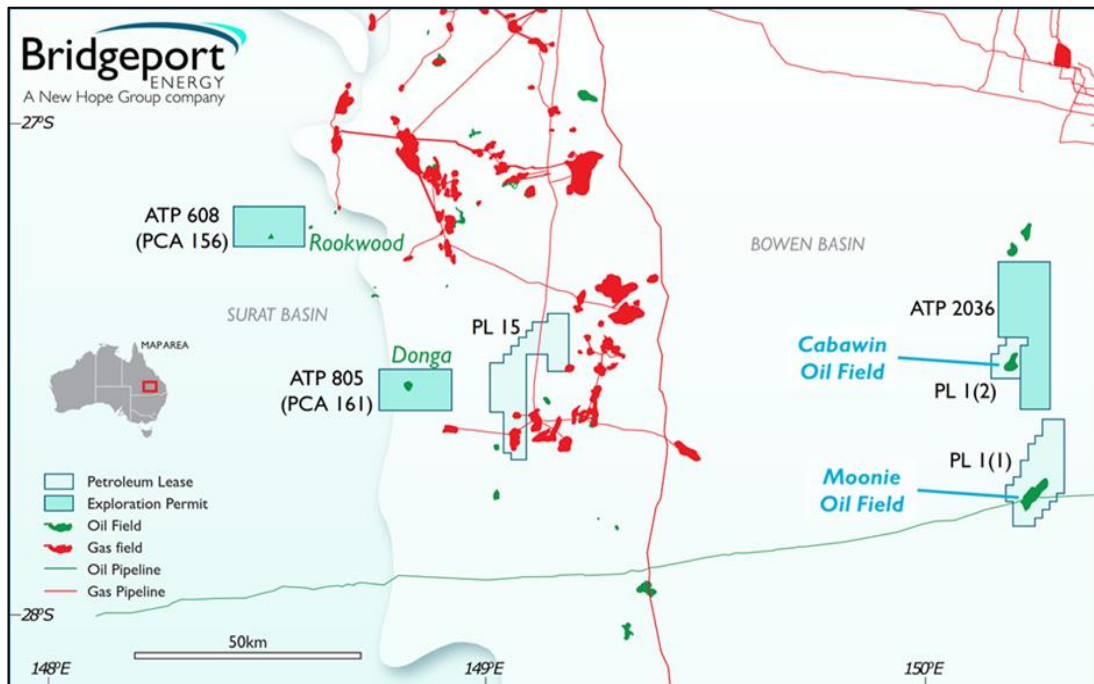 Bridgeport
ENERGY
A New Hope Group company
27°S
ATP 608
(PCA 156)
Rookwood
BOWEN BASIN
SURAT BASIN
PL 15
ATP 2036
MAP AREA
Donga
ATP 805
(PCA 161)
Cabawin
Oil Field
PL 1(2)
PL 1(1)
Moonie
Oil Field
Petroleum Lease
Exploration Permit
Oil Field
Gas field
Oil Pipeline
Gas Pipeline
28°S
50km
148°E
149°E
150°E